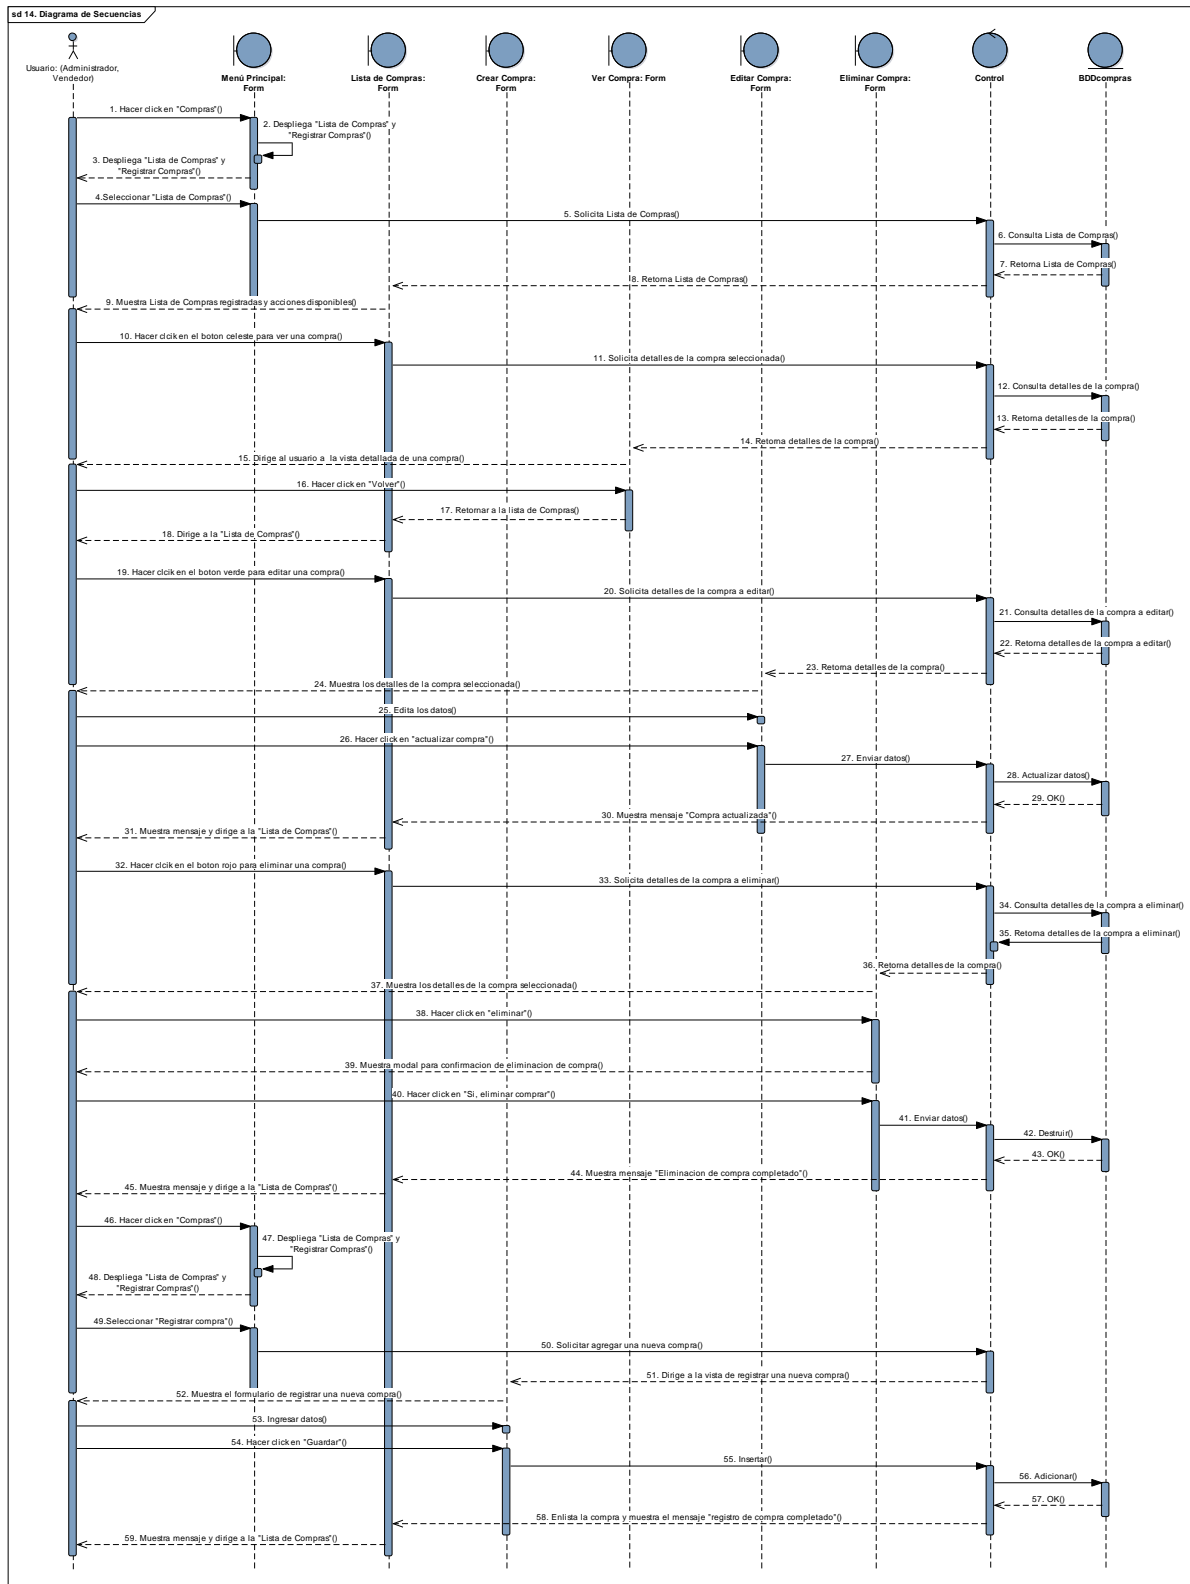 sd 14. Diagrama de Secuencias
Usuario: (Administrador,
Vendedor)
Menú Principal:
Form
Lista de Compras:
Form
Crear Compra:
Form
Ver Compra: Form
Editar Compra:
Form
Eliminar Compra:
Form
Control
BDDcompras
1. Hacer click en "Compras"()
2. Despliega "Lista de Compras" y
"Registrar Compras"()
3. Despliega "Lista de Compras" y
"Registrar Compras"()
4.Seleccionar "Lista de Compras"()
5. Solicita Lista de Compras()
6. Consulta Lista de Compras()
7. Retorna Lista de Compras()
8. Retorna Lista de Compras()
9. Muestra Lista de Compras registradas y acciones disponibles()
10. Hacer clcik en el boton celeste para ver una compra()
11. Solicita detalles de la compra seleccionada()
12. Consulta detalles de la compra()
13. Retorna detalles de la compra()
14. Retorna detalles de la compra()
15. Dirige al usuario a  la vista detallada de una compra()
16. Hacer click en "Volver"()
17. Retornar a la lista de Compras()
18. Dirige a la "Lista de Compras"()
19. Hacer clcik en el boton verde para editar una compra()
20. Solicita detalles de la compra a editar()
21. Consulta detalles de la compra a editar()
22. Retorna detalles de la compra a editar()
23. Retorna detalles de la compra()
24. Muestra los detalles de la compra seleccionada()
25. Edita los datos()
26. Hacer click en "actualizar compra"()
27. Enviar datos()
28. Actualizar datos()
29. OK()
30. Muestra mensaje "Compra actualizada"()
31. Muestra mensaje y dirige a la "Lista de Compras"()
32. Hacer clcik en el boton rojo para eliminar una compra()
33. Solicita detalles de la compra a eliminar()
34. Consulta detalles de la compra a eliminar()
35. Retorna detalles de la compra a eliminar()
36. Retorna detalles de la compra()
37. Muestra los detalles de la compra seleccionada()
38. Hacer click en "eliminar"()
39. Muestra modal para confirmacion de eliminacion de compra()
40. Hacer click en "Si, eliminar comprar"()
41. Enviar datos()
42. Destruir()
43. OK()
44. Muestra mensaje "Eliminacion de compra completado"()
45. Muestra mensaje y dirige a la "Lista de Compras"()
46. Hacer click en "Compras"()
47. Despliega "Lista de Compras" y
"Registrar Compras"()
48. Despliega "Lista de Compras" y
"Registrar Compras"()
49.Seleccionar "Registrar compra"()
50. Solicitar agregar una nueva compra()
51. Dirige a la vista de registrar una nueva compra()
52. Muestra el formulario de registrar una nueva compra()
53. Ingresar datos()
54. Hacer click en "Guardar"()
55. Insertar()
56. Adicionar()
57. OK()
58. Enlista la compra y muestra el mensaje "registro de compra completado"()
59. Muestra mensaje y dirige a la "Lista de Compras"()